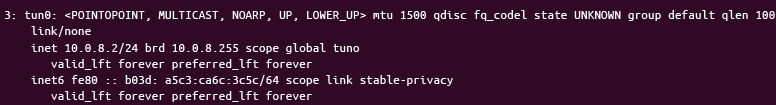 3: tun0: <POINTOPOINT, MULTICAST, NOARP, UP, LOWER_UP> mtu 1500 qdisc fq_codel state UNKNOWN group default qlen 100
link/none
inet 10.0.8.2/24 brd 10.0.8.255 scope global tuno
valid_lft forever preferred_lft forever
inet6 fe80 :: b03d: a5c3:ca6c:3c5c/64 scope link stable-privacy
valid_lft forever preferred_lft forever